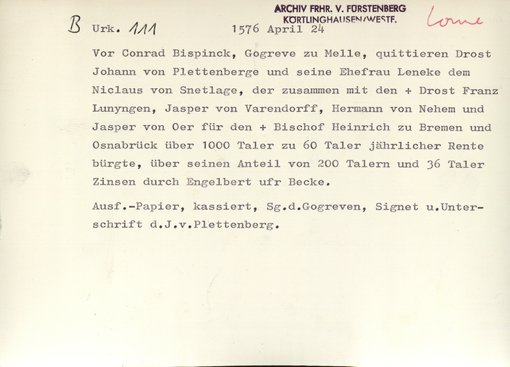 ARCHIV FRHR. V. FÜRSTENBERG
KÖRTLINGHAUSEN/WESTF.
B Urk. 111 1576 April 24
Vor Conrad Bispinck, Gogreve zu Melle, quittieren Drost
Johann von Plettenberge und seine Ehefrau Leneke dem
Niclaus von Snetlage, der zusammen mit den + Drost Franz
Lunyngen, Jasper von Varendorff, Hermann von Nehem und
Jasper von Oer für den + Bischof Heinrich zu Bremen und
Osnabrück über 1000 Taler zu 60 Taler jährlicher Rente
bürgte, über seinen Anteil von 200 Talern und 36 Taler
Zinsen durch Engelbert ufr Becke.
Ausf.-Papier, kassiert, Sg.d.Gogreven, Signet u.Unter-
schrift d.J.v.Plettenberg.